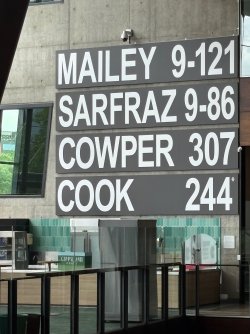 MAILEY 9-121
SARFRAZ 9-86
COWPER 307
COOK 244*